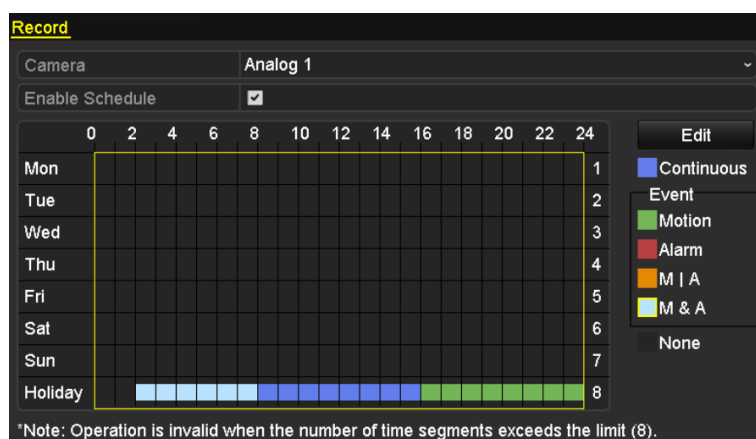 Record
Camera Analog 1
Enable Schedule
0 2 4 6 8 10 12 14 16 18 20 22 24
Edit
Mon 1
Continuous
Event
Tue 2
Motion
Wed 3
Alarm
Thu 4
M | A
Fri 5
M & A
Sat 6
None
Sun 7
Holiday 8
*Note: Operation is invalid when the number of time segments exceeds the limit (8).